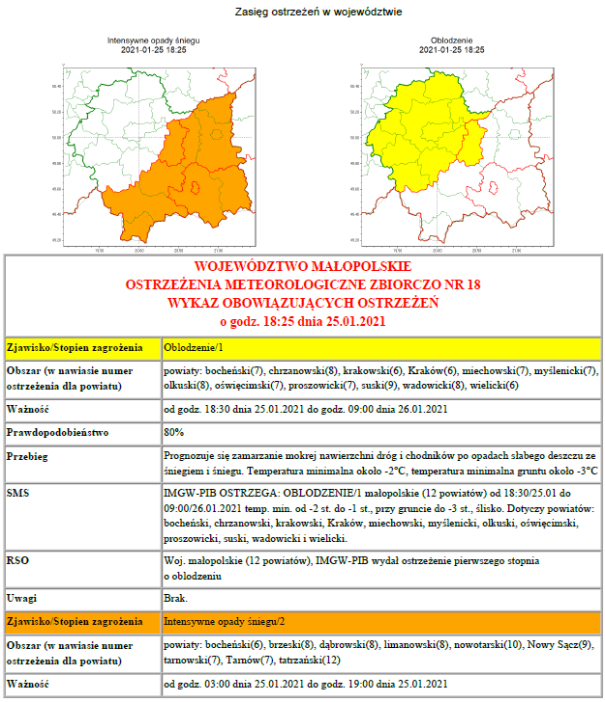 Zasięg ostrzeżeń w województwie
Intensywne opady śniegu
2021-01-25 18:25
Oblodzenie
2021-01-25 18:25
WOJEWÓDZTWO MAŁOPOLSKIE
OSTRZEŻENIA METEOROLOGICZNE ZBIORCZO NR 18
WYKAZ OBOWIĄZUJĄCYCH OSTRZEŻEŃ
o godz. 18:25 dnia 25.01.2021
Zjawisko/Stopień zagrożenia Oblodzenie/1
Obszar (w nawiasie numer
ostrzeżenia dla powiatu)
powiaty: bocheński(7), chrzanowski(8), krakowski(6), Kraków(6), miechowski(7), myślenicki(7),
olkuski(8), oświęcimski(7), proszowicki(7), suski(9), wadowicki(8), wielicki(6)
Ważność od godz. 18:30 dnia 25.01.2021 do godz. 09:00 dnia 26.01.2021
Prawdopodobieństwo 80%
Przebieg
Prognozuje się zamarzanie mokrej nawierzchni dróg i chodników po opadach słabego deszczu ze
śniegiem i śniegu. Temperatura minimalna około -2°C, temperatura minimalna gruntu około -3°C
SMS
IMGW-PIB OSTRZEGA: OBLODZENIE/1 małopolskie (12 powiatów) od 18:30/25.01 do
09:00/26.01.2021 temp. min. od -2 st. do -1 st., przy gruncie do -3 st., ślisko. Dotyczy powiatów:
bocheński, chrzanowski, krakowski, Kraków, miechowski, myślenicki, olkuski, oświęcimski,
proszowicki, suski, wadowicki i wielicki.
RSO
Woj. małopolskie (12 powiatów), IMGW-PIB wydał ostrzeżenie pierwszego stopnia
o oblodzeniu
Uwagi Brak.
Zjawisko/Stopień zagrożenia Intensywne opady śniegu/2
Obszar (w nawiasie numer
ostrzeżenia dla powiatu)
powiaty: bocheński(6), brzeski(8), dąbrowski(8), limanowski(8), nowotarski(10), Nowy Sącz(9),
tarnowski(7), Tarnów(7), tatrzański(12)
Ważność od godz. 03:00 dnia 25.01.2021 do godz. 19:00 dnia 25.01.2021